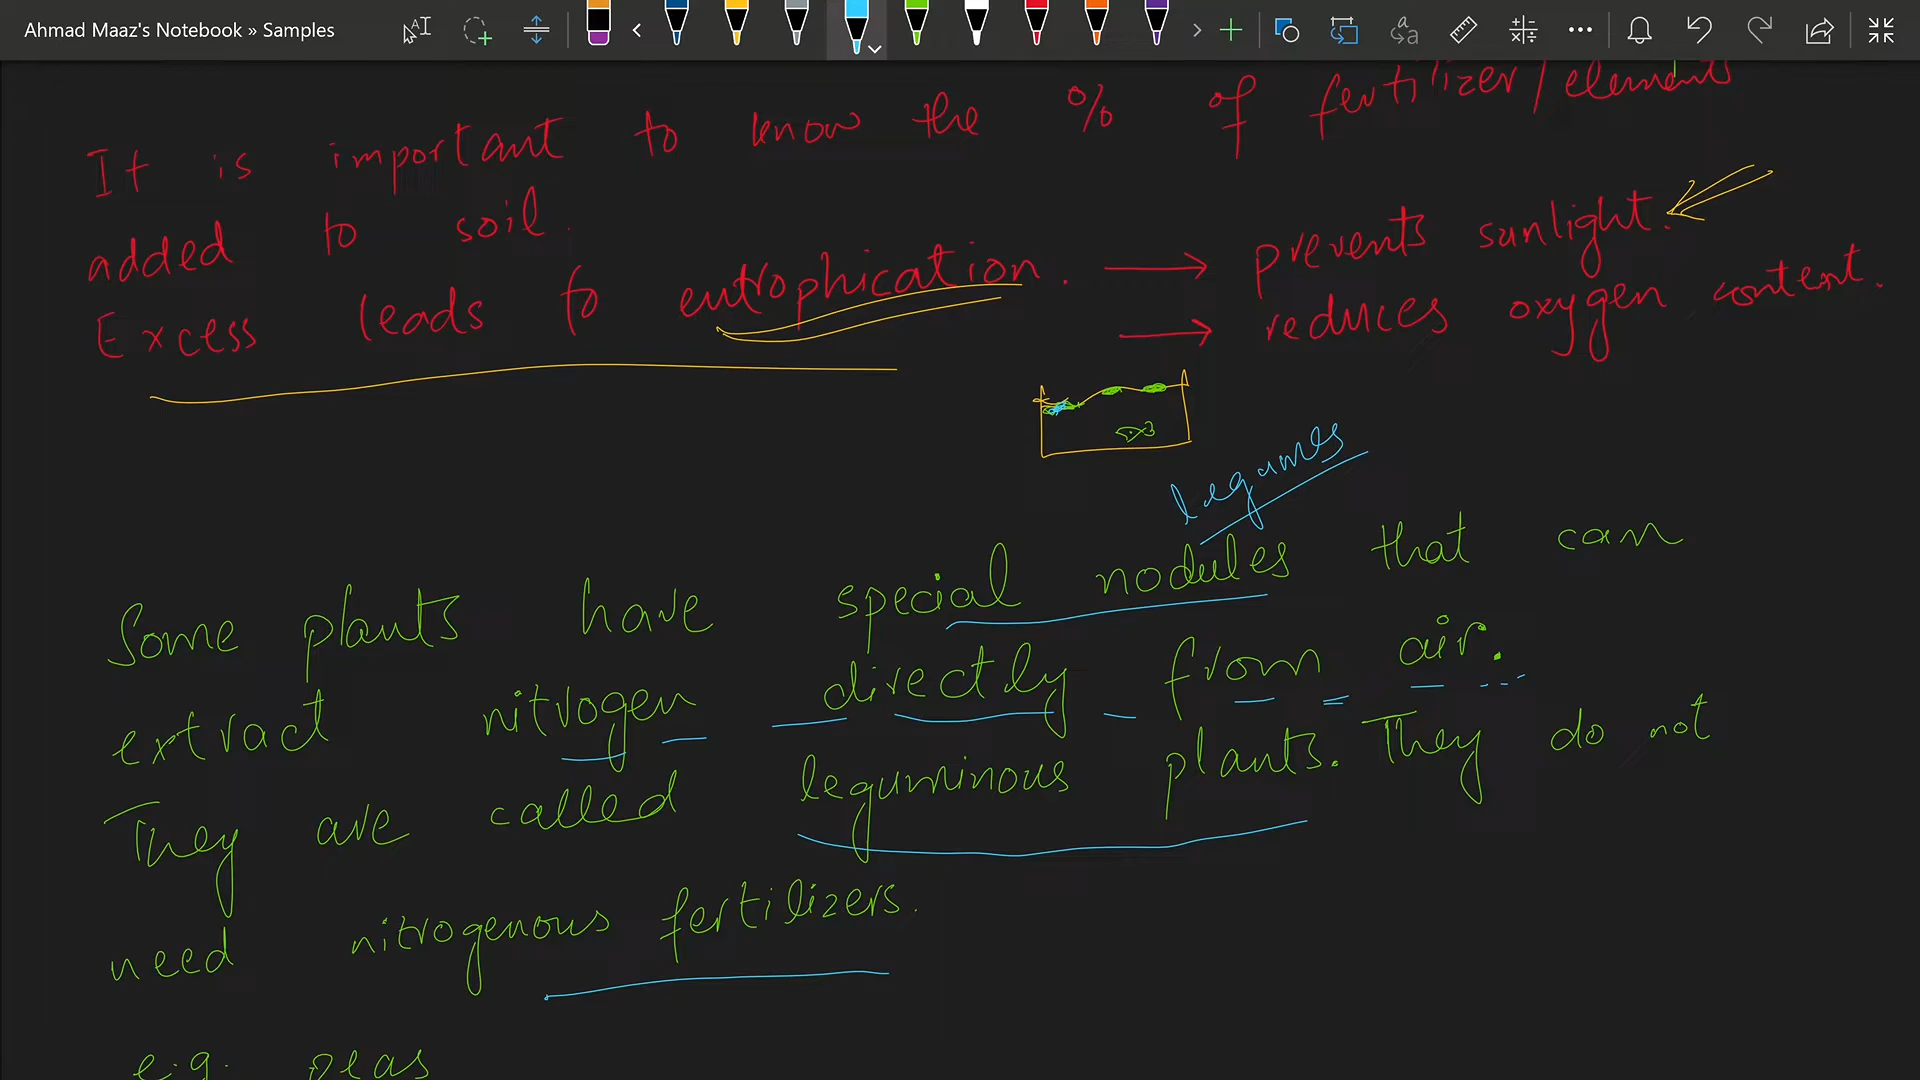 Ahmad Maaz's Notebook » Samples
It is important to know the % of fertilizer/elements
added to soil.
Excess leads to eutrophication. → prevents sunlight.
→ reduces oxygen content.
legumes
Some plants have special nodules that can
extract nitrogen directly from air.
They are called leguminous plants. They do not
need nitrogenous fertilizers.
e.g. peas